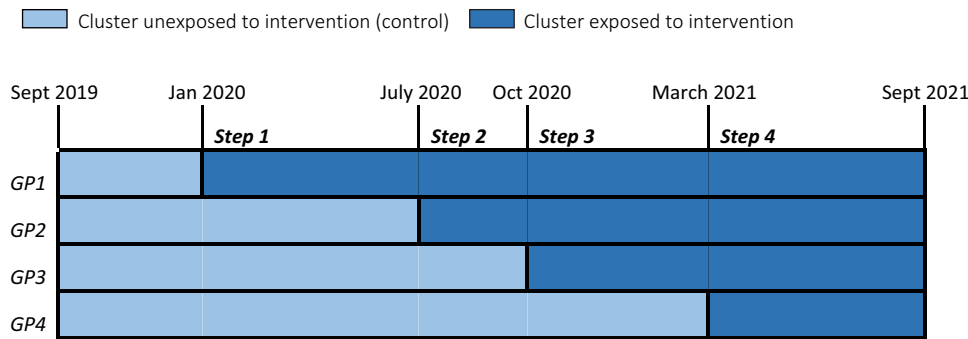 Cluster unexposed to intervention (control) Cluster exposed to intervention
Sept 2019 Jan 2020 July 2020 Oct 2020 March 2021 Sept 2021
Step 1 Step 2 Step 3 Step 4
GP1
GP2
GP3
GP4